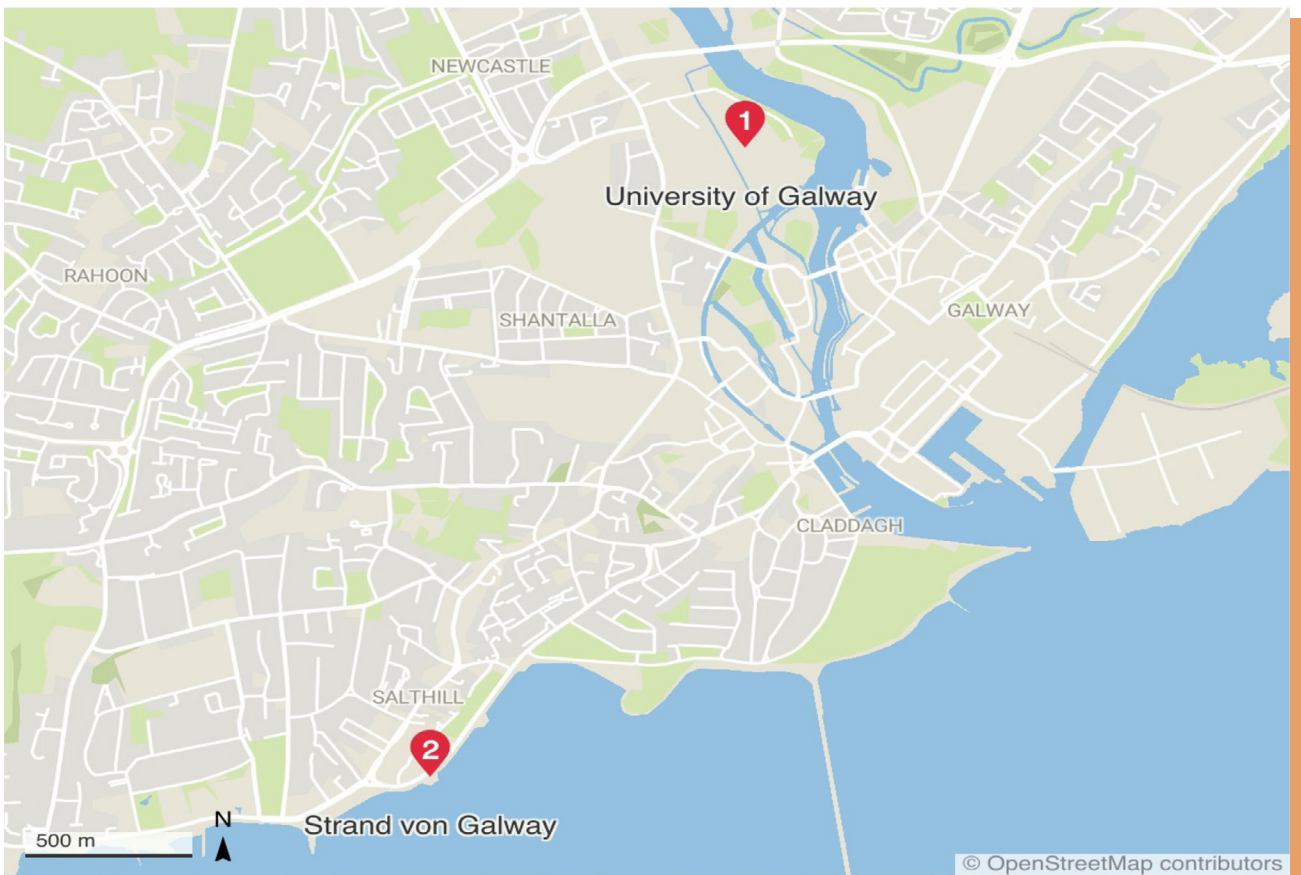 NEWCASTLE
1
University of Galway
RAHOON
GALWAY
SHANTALLA
CLADDAGH
SALTHILL
2
Strand von Galway
N
500 m
© OpenStreetMap contributors